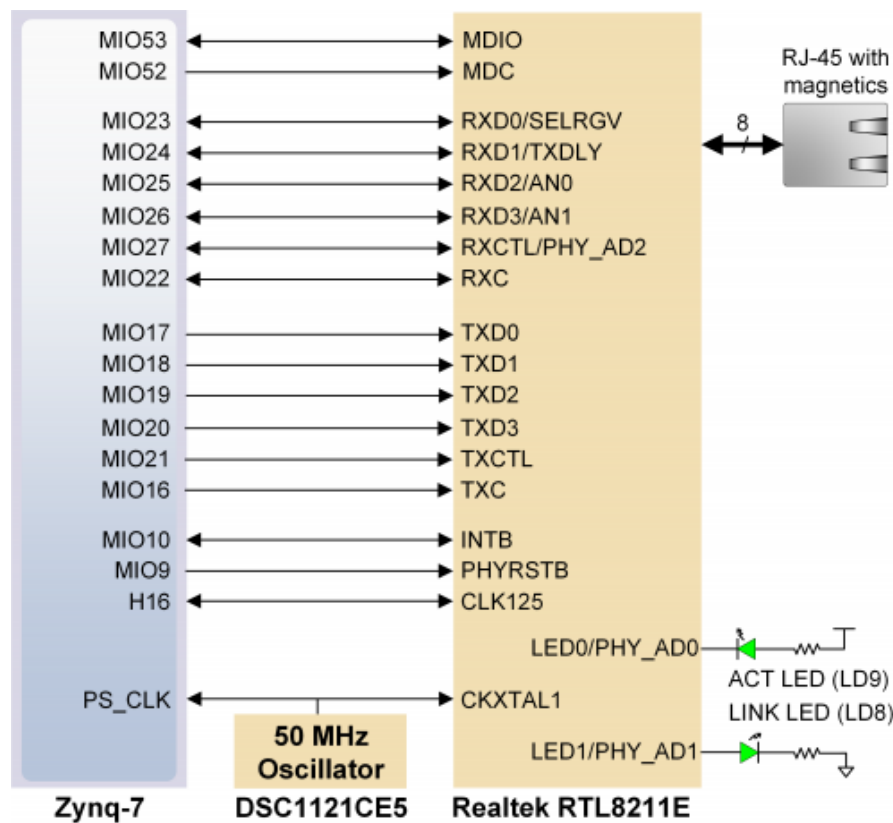 MIO53 MDIO
MIO52 MDC
RJ-45 with
magnetics
8
MIO23 RXD0/SELRGV
MIO24 RXD1/TXDLY
MIO25 RXD2/AN0
MIO26 RXD3/AN1
MIO27 RXCTL/PHY_AD2
MIO22 RXC
MIO17 TXD0
MIO18 TXD1
MIO19 TXD2
MIO20 TXD3
MIO21 TXCTL
MIO16 TXC
MIO10 INTB
MIO9 PHYRSTB
H16 CLK125
LED0/PHY_AD0
ACT LED (LD9)
PS_CLK CKXTAL1
LINK LED (LD8)
50 MHz
Oscillator
LED1/PHY_AD1
Zynq-7 DSC1121CE5 Realtek RTL8211E